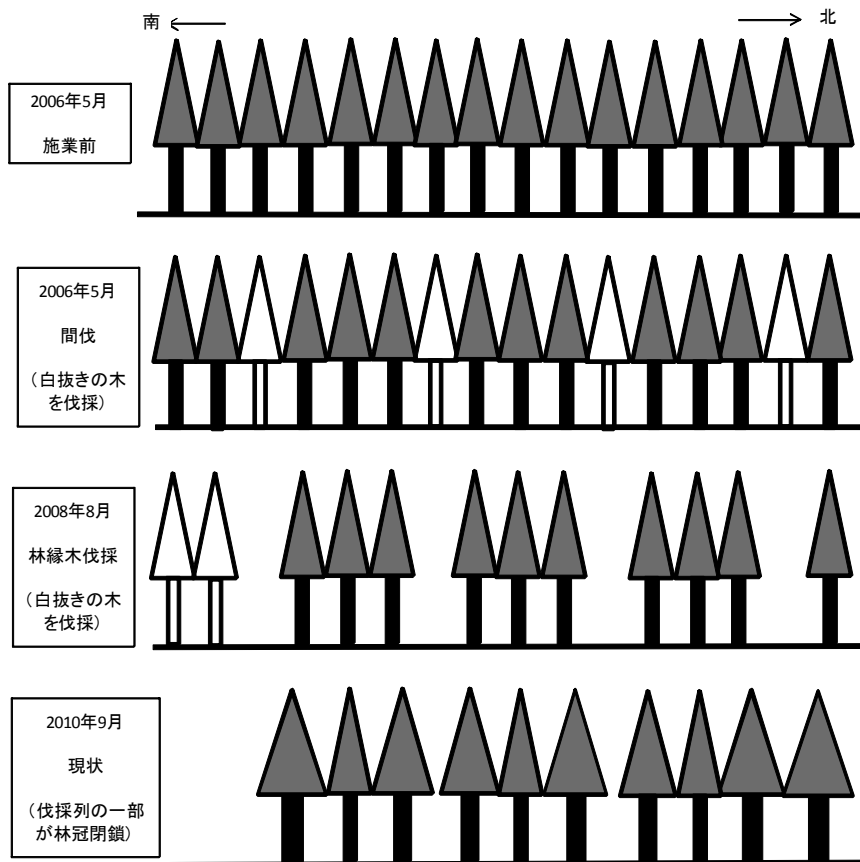 南
北
2006年5月
施業前
2006年5月
間伐
（白抜きの木
を伐採）
2008年8月
林縁木伐採
（白抜きの木
を伐採）
2010年9月
現状
（伐採列の一部
が林冠閉鎖）